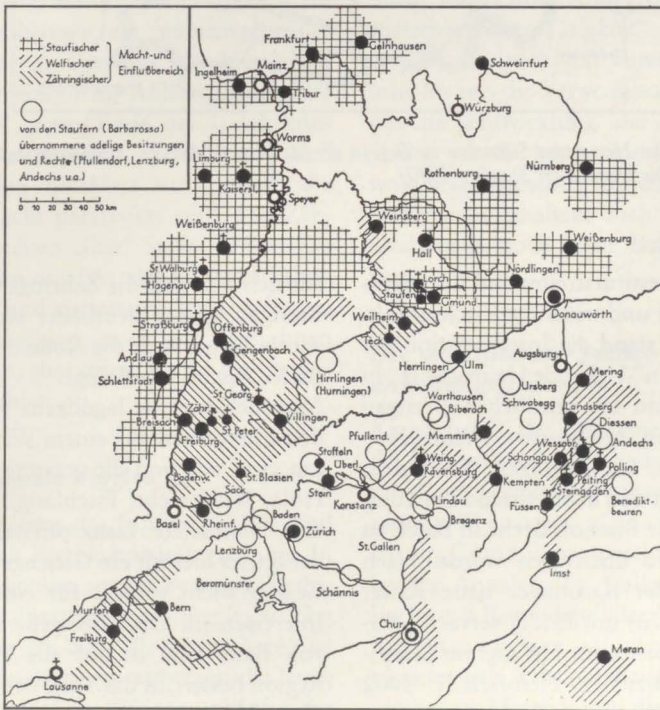 Staufischer
Welfischer
Zähringischer
Macht-und
Einflußbereich
von den Staufern (Barbarossa)
übernommene adelige Besitzungen
und Rechte (Pfullendorf, Lenzburg,
Andechs u.a.)
0 10 20 30 40 50 km
Frankfurt
Gelnhausen
Mainz
Ingelheim
Tribur
Schweinfurt
Würzburg
Worms
Limburg
Kaisersl.
Speyer
Rothenburg
Nürnberg
Weinsberg
Hall
Weißenburg
Weißenburg
St Walburg
Hagenau
Lorch
Staufen
Gmünd
Nördlingen
Donauwörth
Straßburg
Offenburg
Gengenbach
Weilheim
Teck
Andlau
Schlettstadt
Hirrlingen
(Hurningen)
Herrlingen
Ulm
Augsburg
Mering
St Georg.
Zähr.
Breisach
Freiburg
St. Peter
Villingen
Warthausen
Biberach
Ursberg
Schwabegg
Landsberg
Diessen
Andechs
Memming.
Pfullend.
Stoffeln
Überl.
Wessobr.
Schongau
Polling
Peiting
Steingaden
Badenw.
St. Blasien
Stein
Weing.
Ravensburg
Kempten
Füssen
Benedikt-
beuren
Säck.
Basel
Rheinf.
Baden
Konstanz
Lindau
Bregenz
Zürich
Lenzburg
St.Gallen
Beromünster
Schännis
Imst
Murten
Bern
Freiburg
Chur
Meran
Lausanne